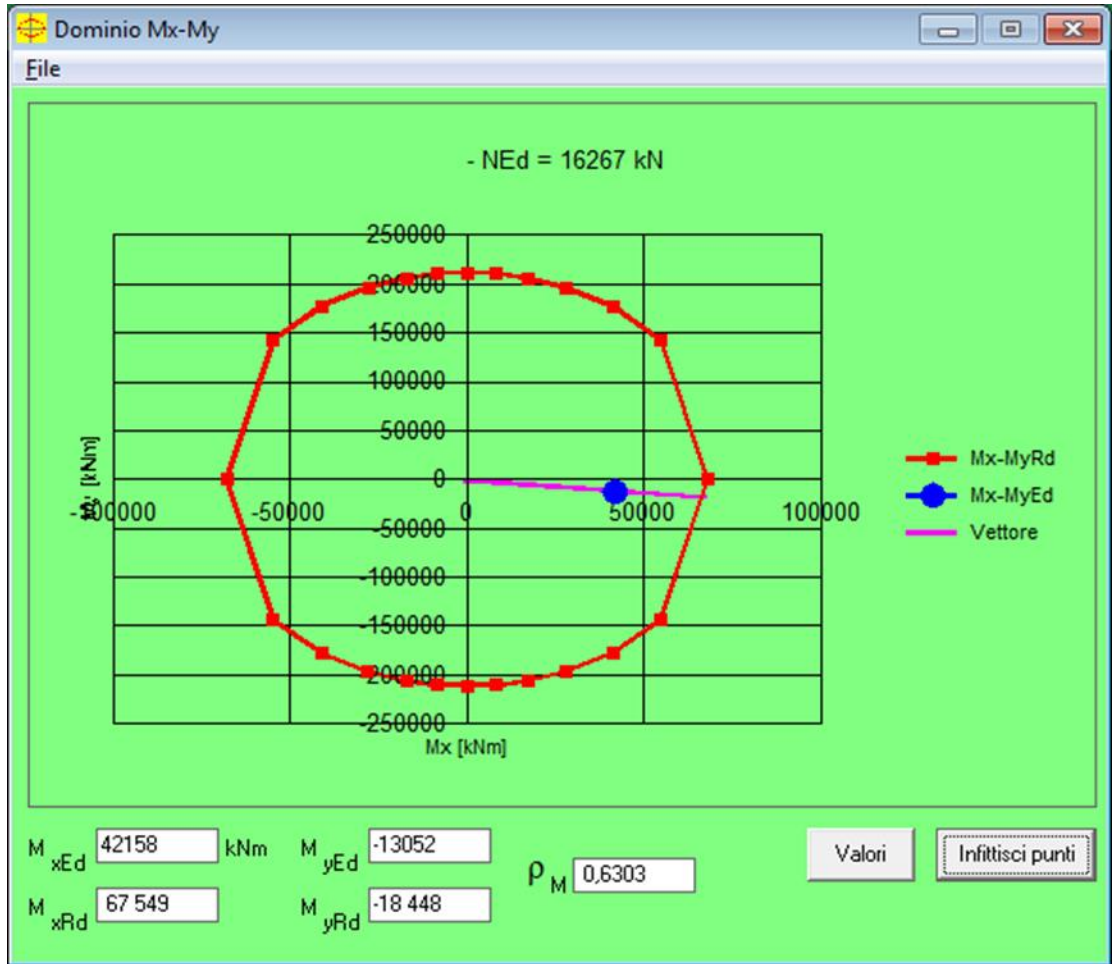 Dominio Mx-My
File
- NEd = 16267 kN
250000
200000
150000
100000
50000
0
-50000
-100000
-150000
-200000
-250000
-100000 -50000 0 50000 100000
[kNm]
Mx [kNm]
Mx-MyRd
Mx-MyEd
Vettore
M xEd 42158 kNm M yEd -13052
M xRd 67 549 M yRd -18 448
ρ M 0,6303
Valori
Infittisci punti